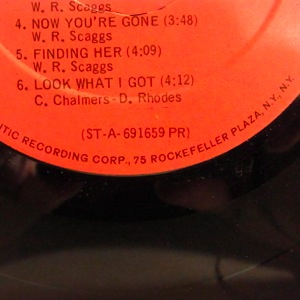 W. R. Scaggs
4. NOW YOU'RE GONE (3:48)
W. R. Scaggs
5. FINDING HER (4:09)
W. R. Scaggs
6. LOOK WHAT I GOT (4:12)
C. Chalmers-D. Rhodes
(ST-A-691659 PR)
NTIC RECORDING CORP., 75 ROCKEFELLER PLAZA, N.Y., N.Y.